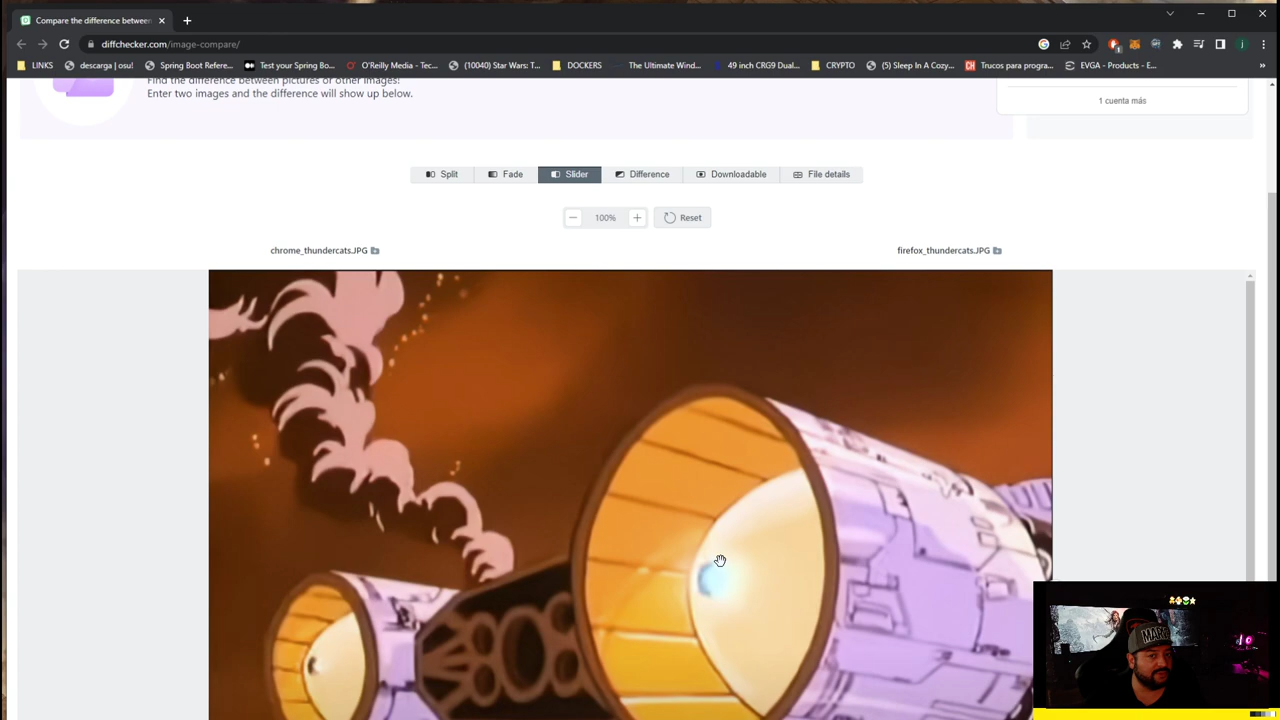 Compare the difference between
diffchecker.com/image-compare/
LINKS
descarga | osu!
Spring Boot Refere...
Test your Spring Bo...
O'Reilly Media - Tec...
(10040) Star Wars: T...
DOCKERS
The Ultimate Wind...
49 inch CRG9 Dual...
CRYPTO
(5) Sleep In A Cozy...
Trucos para progra...
EVGA - Products - E...
Find the difference between pictures or other images!
Enter two images and the difference will show up below.
1 cuenta más
Split
Fade
Slider
Difference
Downloadable
File details
100%
Reset
chrome_thundercats.JPG
firefox_thundercats.JPG